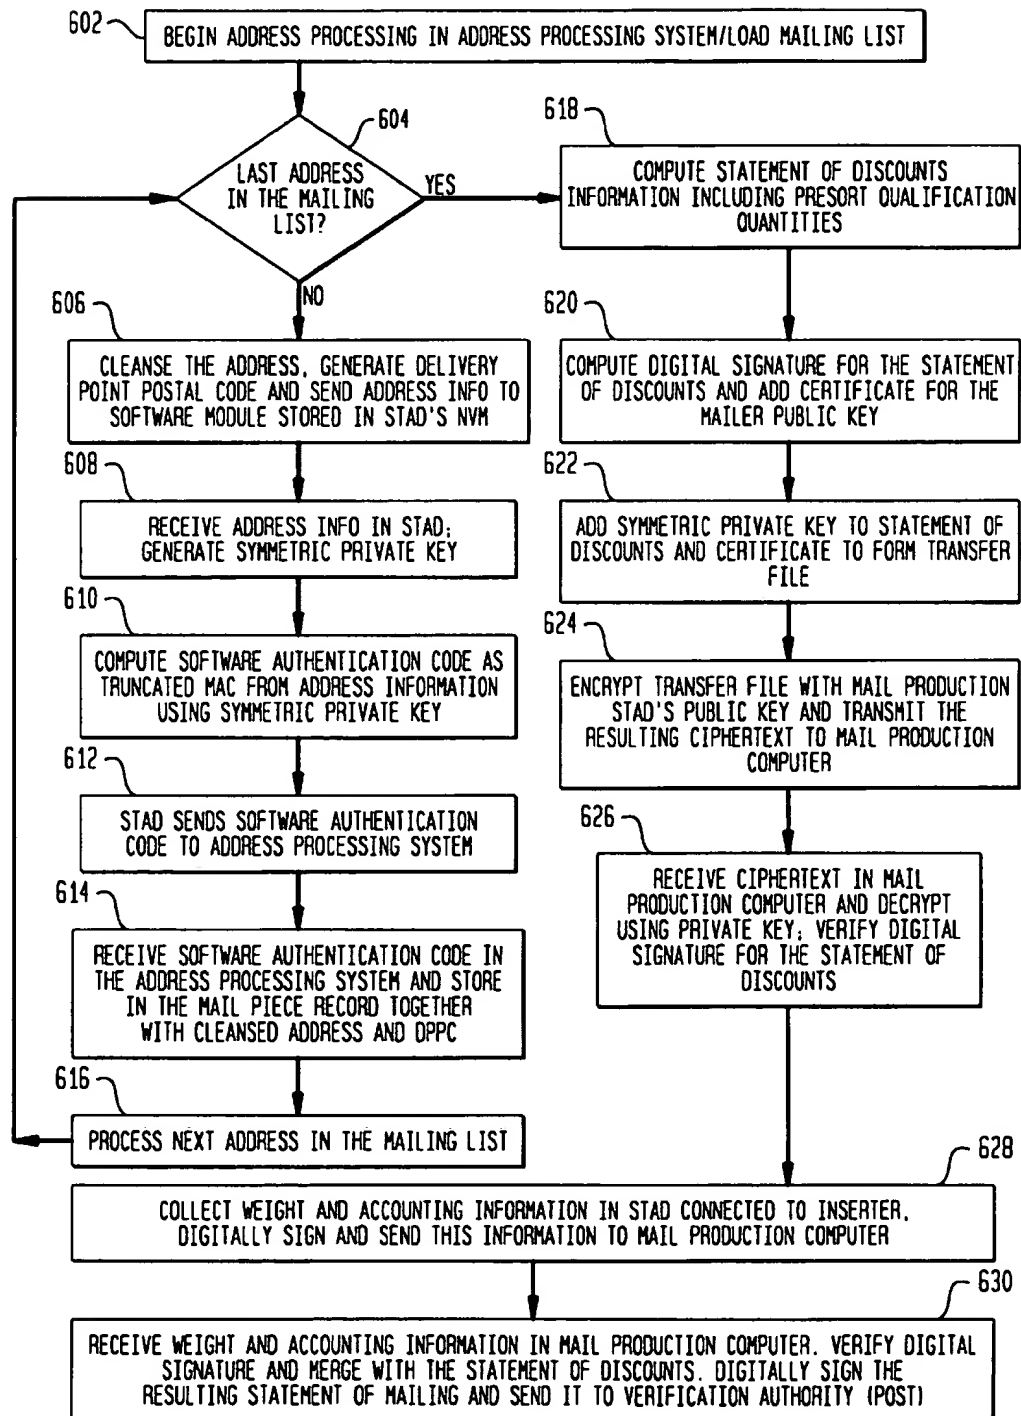 602
BEGIN ADDRESS PROCESSING IN ADDRESS PROCESSING SYSTEM/LOAD MAILING LIST
604
LAST ADDRESS
IN THE MAILING
LIST?
YES
NO
606
CLEANSE THE ADDRESS, GENERATE DELIVERY
POINT POSTAL CODE AND SEND ADDRESS INFO TO
SOFTWARE MODULE STORED IN STAD'S NVM
608
RECEIVE ADDRESS INFO IN STAD;
GENERATE SYMMETRIC PRIVATE KEY
610
COMPUTE SOFTWARE AUTHENTICATION CODE AS
TRUNCATED MAC FROM ADDRESS INFORMATION
USING SYMMETRIC PRIVATE KEY
612
STAD SENDS SOFTWARE AUTHENTICATION
CODE TO ADDRESS PROCESSING SYSTEM
614
RECEIVE SOFTWARE AUTHENTICATION CODE IN
THE ADDRESS PROCESSING SYSTEM AND STORE
IN THE MAIL PIECE RECORD TOGETHER
WITH CLEANSED ADDRESS AND DPPC
616
PROCESS NEXT ADDRESS IN THE MAILING LIST
618
COMPUTE STATEMENT OF DISCOUNTS
INFORMATION INCLUDING PRESORT QUALIFICATION
QUANTITIES
620
COMPUTE DIGITAL SIGNATURE FOR THE STATEMENT
OF DISCOUNTS AND ADD CERTIFICATE FOR THE
MAILER PUBLIC KEY
622
ADD SYMMETRIC PRIVATE KEY TO STATEMENT OF
DISCOUNTS AND CERTIFICATE TO FORM TRANSFER
FILE
624
ENCRYPT TRANSFER FILE WITH MAIL PRODUCTION
STAD'S PUBLIC KEY AND TRANSMIT THE
RESULTING CIPHERTEXT TO MAIL PRODUCTION
COMPUTER
626
RECEIVE CIPHERTEXT IN MAIL
PRODUCTION COMPUTER AND DECRYPT
USING PRIVATE KEY; VERIFY DIGITAL
SIGNATURE FOR THE STATEMENT OF
DISCOUNTS
628
COLLECT WEIGHT AND ACCOUNTING INFORMATION IN STAD CONNECTED TO INSERTER,
DIGITALLY SIGN AND SEND THIS INFORMATION TO MAIL PRODUCTION COMPUTER
630
RECEIVE WEIGHT AND ACCOUNTING INFORMATION IN MAIL PRODUCTION COMPUTER. VERIFY DIGITAL
SIGNATURE AND MERGE WITH THE STATEMENT OF DISCOUNTS. DIGITALLY SIGN THE
RESULTING STATEMENT OF MAILING AND SEND IT TO VERIFICATION AUTHORITY (POST)